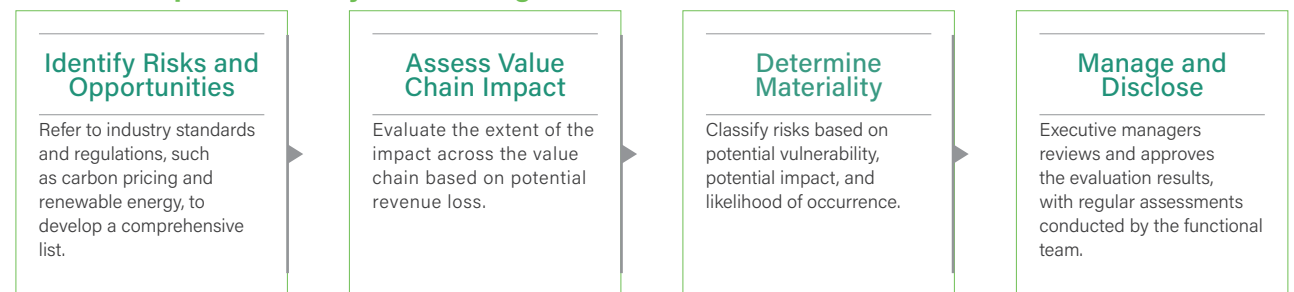 Identify Risks and
Opportunities
Refer to industry standards
and regulations, such
as carbon pricing and
renewable energy, to
develop a comprehensive
list.
Assess Value
Chain Impact
Evaluate the extent of the
impact across the value
chain based on potential
revenue loss.
Determine
Materiality
Classify risks based on
potential vulnerability,
potential impact, and
likelihood of occurrence.
Manage and
Disclose
Executive managers
reviews and approves
the evaluation results,
with regular assessments
conducted by the functional
team.